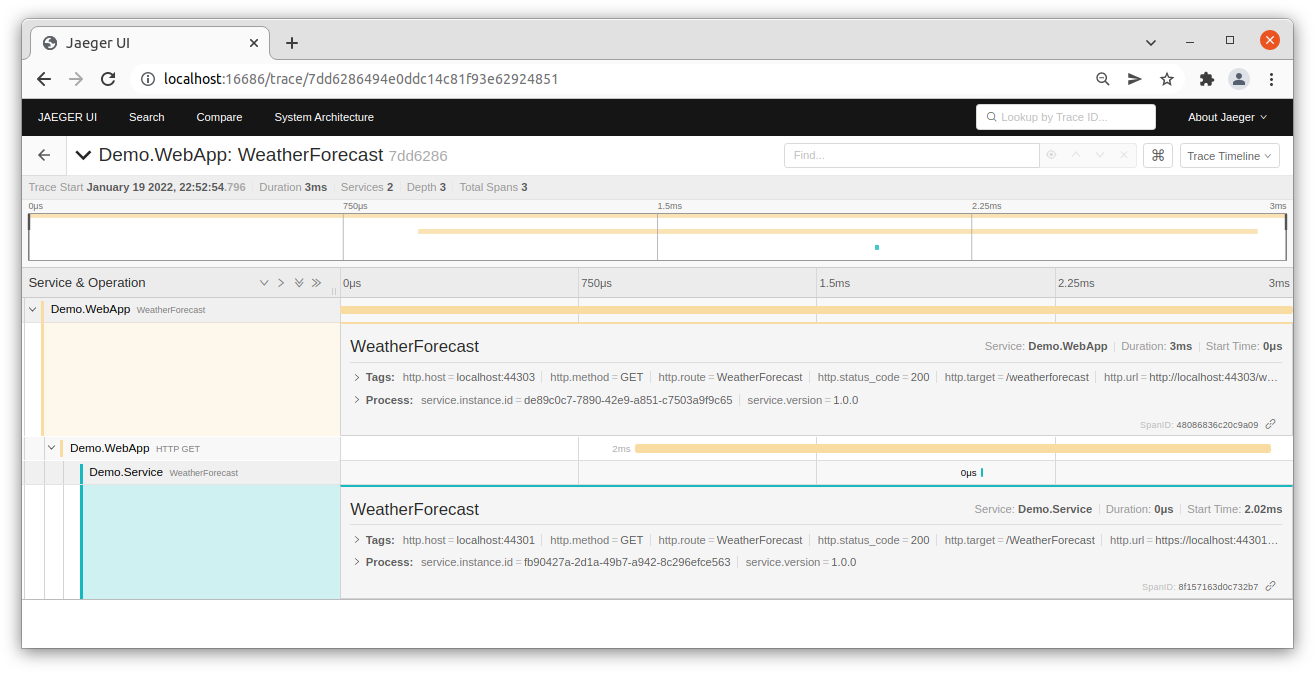 Jaeger UI
localhost:16686/trace/7dd6286494e0ddc14c81f93e62924851
JAEGER UI Search Compare System Architecture Lookup by Trace ID... About Jaeger
Demo.WebApp: WeatherForecast 7dd6286 Find... ⌘ Trace Timeline
Trace Start January 19 2022, 22:52:54.796 Duration 3ms Services 2 Depth 3 Total Spans 3
0μs 750μs 1.5ms 2.25ms 3ms
Service & Operation 0μs 750μs 1.5ms 2.25ms 3ms
Demo.WebApp WeatherForecast
WeatherForecast Service: Demo.WebApp Duration: 3ms Start Time: 0μs
Tags: http.host = localhost:44303 http.method = GET http.route = WeatherForecast http.status_code = 200 http.target = /weatherforecast http.url = http://localhost:44303/w…
Process: service.instance.id = de89c0c7-7890-42e9-a851-c7503a9f9c65 service.version = 1.0.0
SpanID: 48086836c20c9a09
Demo.WebApp HTTP GET 2ms
Demo.Service WeatherForecast 0μs
WeatherForecast Service: Demo.Service Duration: 0μs Start Time: 2.02ms
Tags: http.host = localhost:44301 http.method = GET http.route = WeatherForecast http.status_code = 200 http.target = /WeatherForecast http.url = https://localhost:44301…
Process: service.instance.id = fb90427a-2d1a-49b7-a942-8c296efce563 service.version = 1.0.0
SpanID: 8f157163d0c732b7